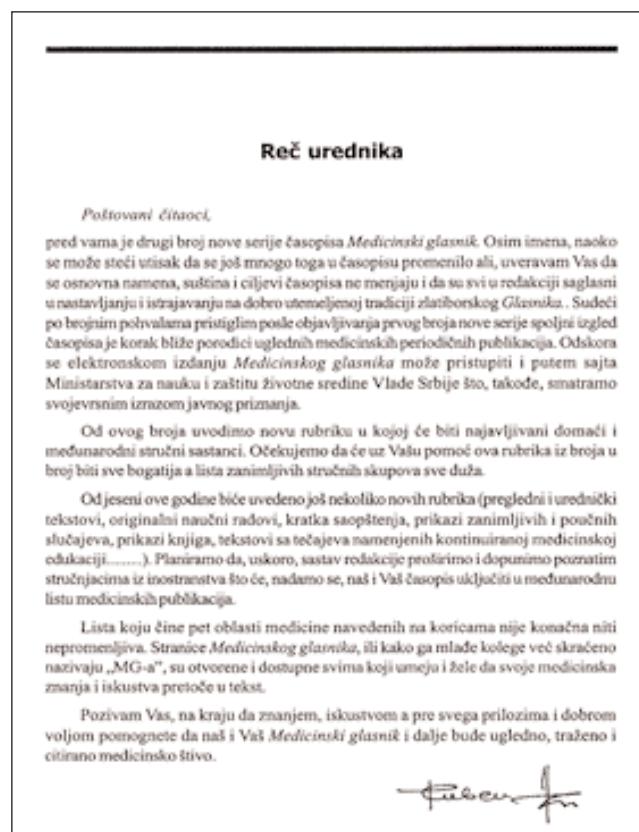 Reč urednika
Poštovani čitaoci,
pred vama je drugi broj nove serije časopisa Medicinski glasnik. Osim imena, naoko
se može steći utisak da se još mnogo toga u časopisu promenilo ali, uveravam Vas da
se osnovna namena, suština i ciljevi časopisa ne menjaju i da su svi u redakciji saglasni
u nastavljanju i istrajavanju na dobro utemeljenoj tradiciji zlatiborskog Glasnika.. Sudeći
po brojnim pohvalama pristiglim posle objavljivanja prvog broja nove serije spoljni izgled
časopisa je korak bliže porodici uglednih medicinskih periodičnih publikacija. Odskora
se elektronskom izdanju Medicinskog glasnika može pristupiti i putem sajta
Ministarstva za nauku i zaštitu životne sredine Vlade Srbije što, takođe, smatramo
svojevrsnim izrazom javnog priznanja.
Od ovog broja uvodimo novu rubriku u kojoj će biti najavljivani domaći i
međunarodni stručni sastanci. Očekujemo da će uz Vašu pomoć ova rubrika iz broja u
broj biti sve bogatija a lista zanimljivih stručnih skupova sve duža.
Od jeseni ove godine biće uvedeno još nekoliko novih rubrika (pregledni i urednički
tekstovi, originalni naučni radovi, kratka saopštenja, prikazi zanimljivih i poučnih
slučajeva, prikazi knjiga, tekstovi sa tečajeva namenjenih kontinuiranoj medicinskoj
edukaciji........). Planiramo da, uskoro, sastav redakcije proširimo i dopunimo poznatim
stručnjacima iz inostranstva što će, nadamo se, naš i Vaš časopis uključiti u međunarodnu
listu medicinskih publikacija.
Lista koju čine pet oblasti medicine navedenih na koricama nije konačna niti
nepromenljiva. Stranice Medicinskog glasnika, ili kako ga mlađe kolege već skraćeno
nazivaju „MG-a”, su otvorene i dostupne svima koji umeju i žele da svoje medicinska
znanja i iskustva pretoče u tekst.
Pozivam Vas, na kraju da znanjem, iskustvom a pre svega prilozima i dobrom
voljom pomognete da naš i Vaš Medicinski glasnik i dalje bude ugledno, traženo i
citirano medicinsko štivo.